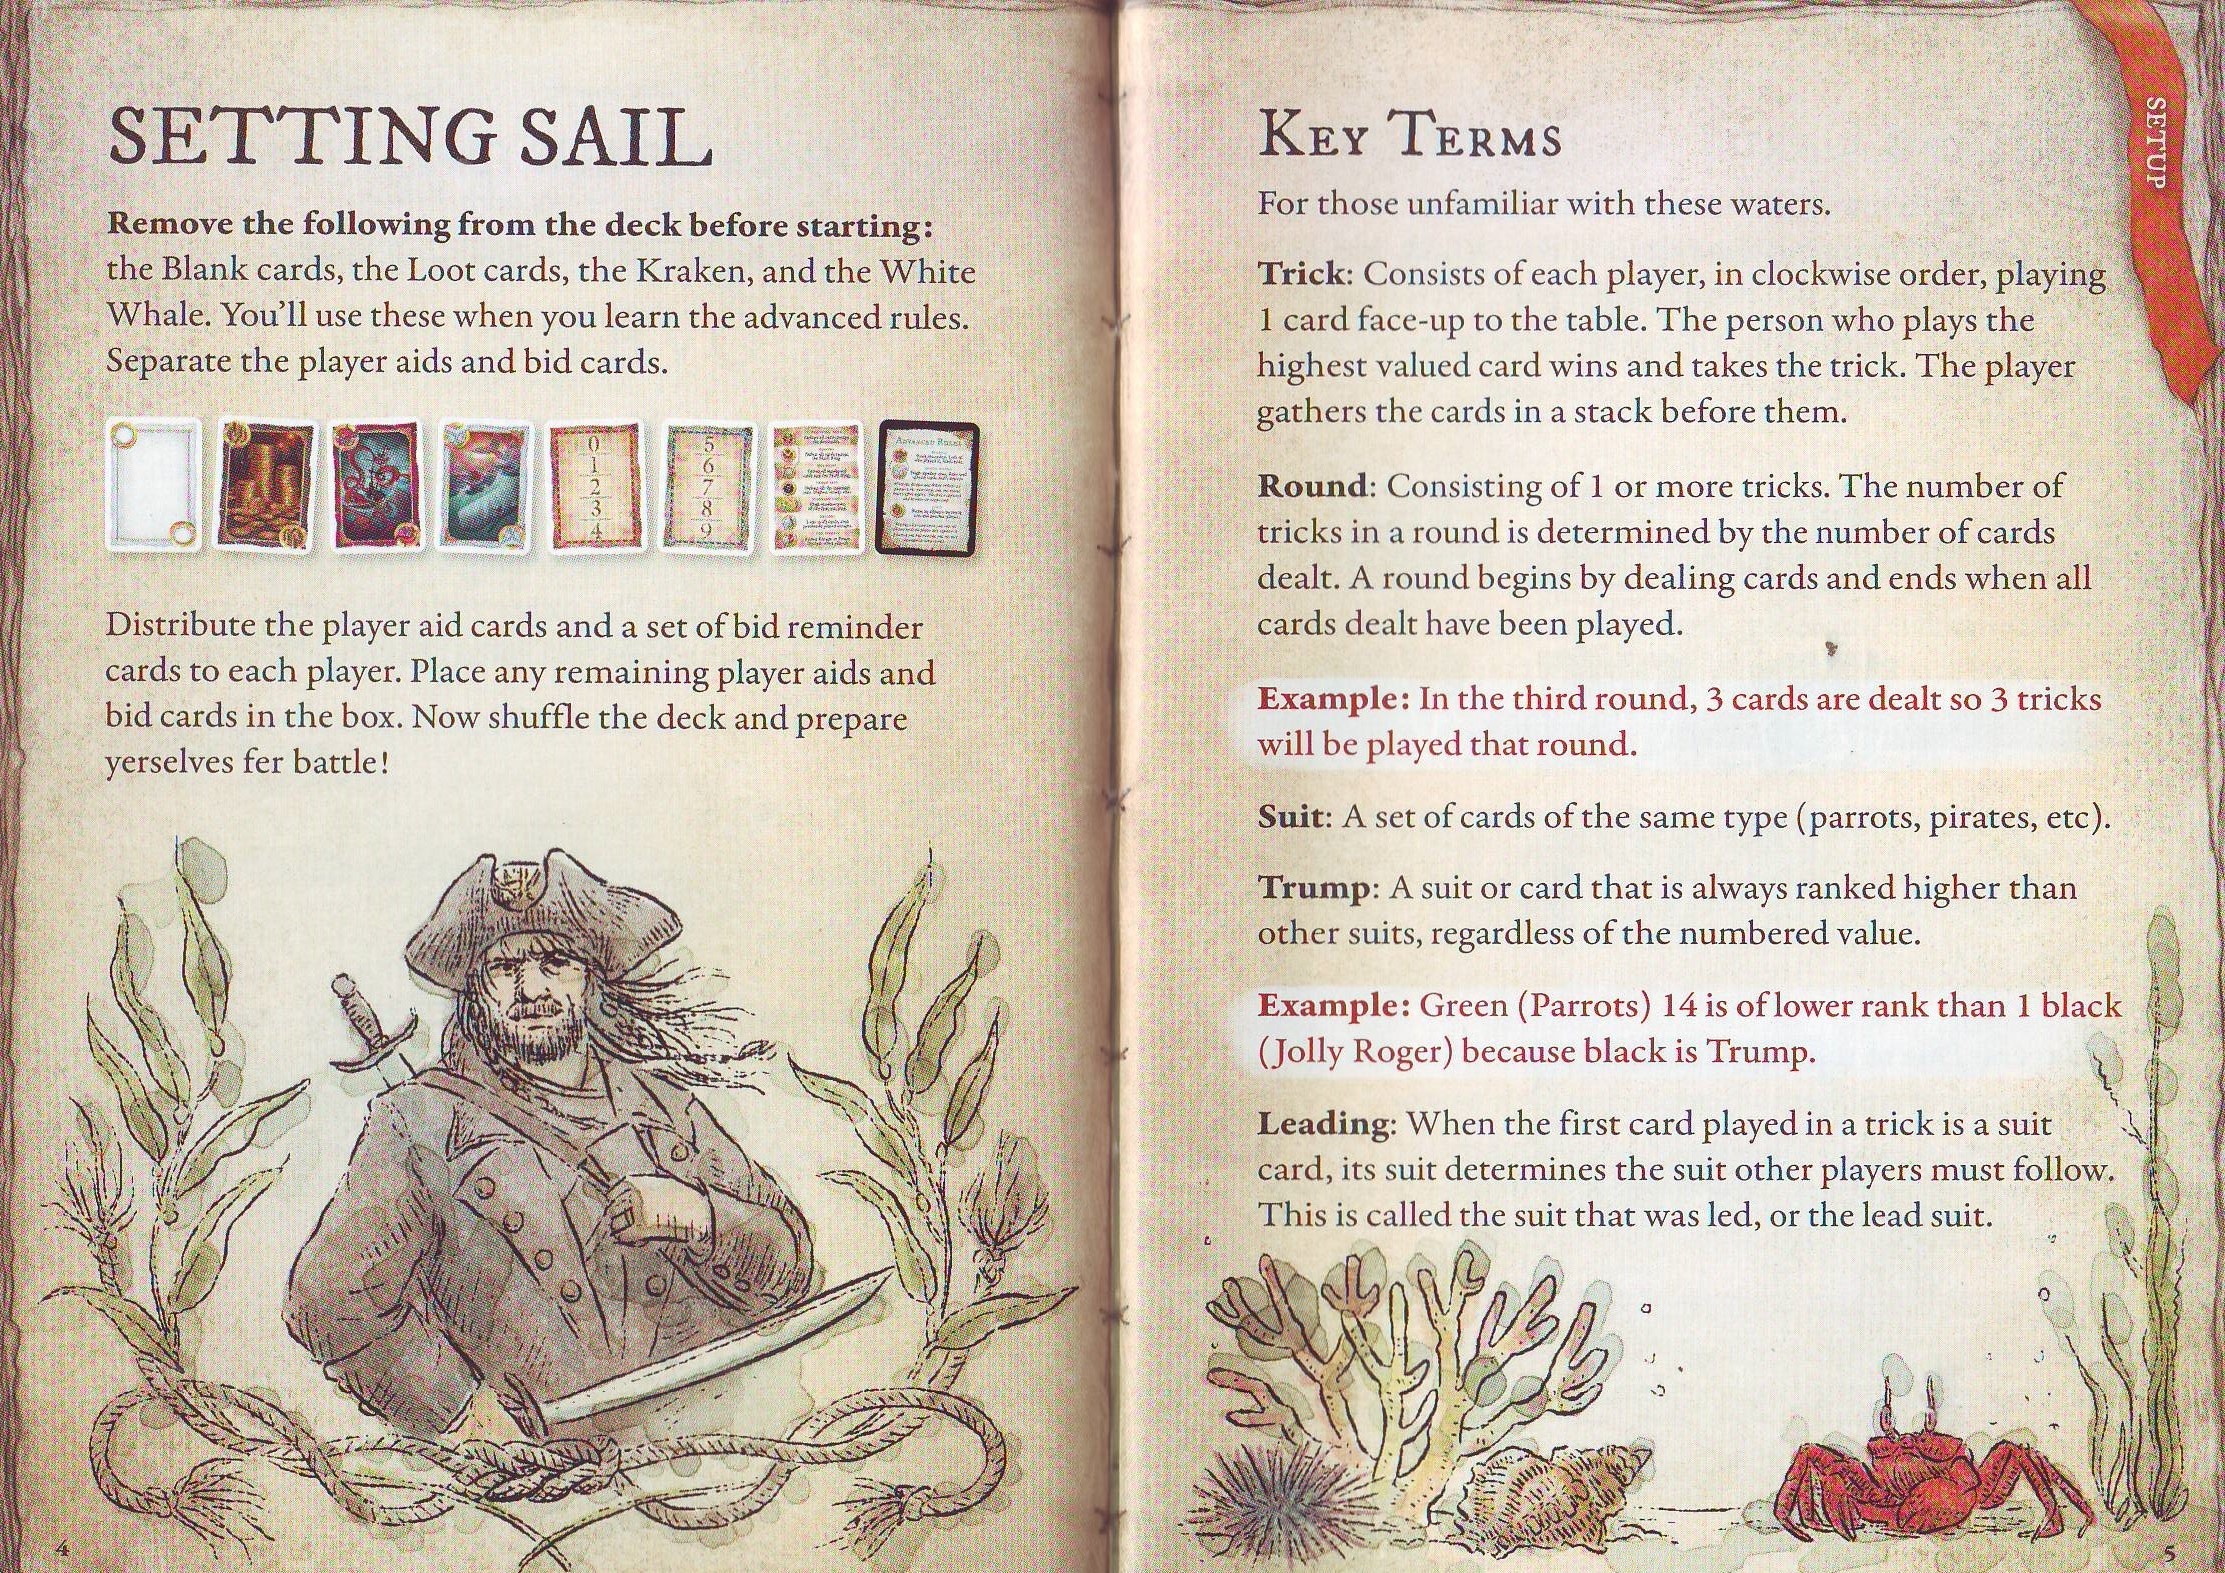 SETTING SAIL
Remove the following from the deck before starting:
the Blank cards, the Loot cards, the Kraken, and the White
Whale. You'll use these when you learn the advanced rules.
Separate the player aids and bid cards.
0
1
2
3
4
5
6
7
8
9
Advanced Rules
Distribute the player aid cards and a set of bid reminder
cards to each player. Place any remaining player aids and
bid cards in the box. Now shuffle the deck and prepare
yerselves fer battle!
4
SETUP
Key Terms
For those unfamiliar with these waters.
Trick: Consists of each player, in clockwise order, playing
1 card face-up to the table. The person who plays the
highest valued card wins and takes the trick. The player
gathers the cards in a stack before them.
Round: Consisting of 1 or more tricks. The number of
tricks in a round is determined by the number of cards
dealt. A round begins by dealing cards and ends when all
cards dealt have been played.
Example: In the third round, 3 cards are dealt so 3 tricks
will be played that round.
Suit: A set of cards of the same type (parrots, pirates, etc).
Trump: A suit or card that is always ranked higher than
other suits, regardless of the numbered value.
Example: Green (Parrots) 14 is of lower rank than 1 black
(Jolly Roger) because black is Trump.
Leading: When the first card played in a trick is a suit
card, its suit determines the suit other players must follow.
This is called the suit that was led, or the lead suit.
5